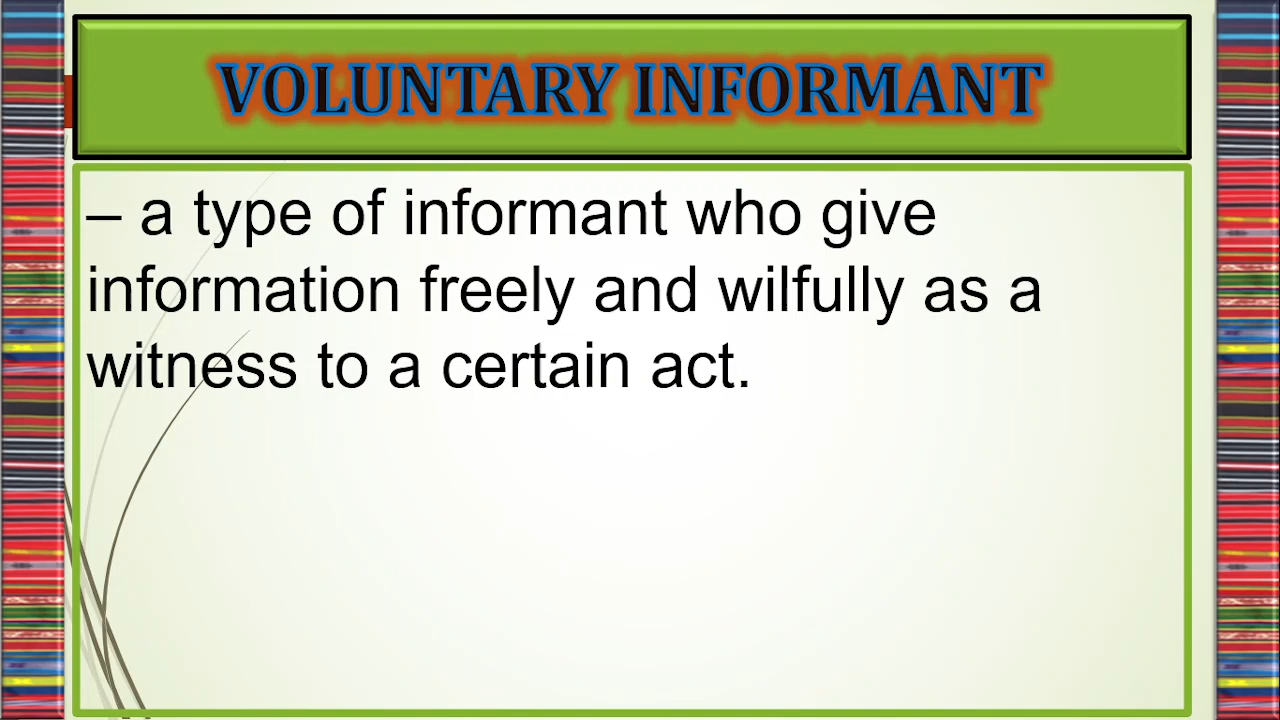 VOLUNTARY INFORMANT
– a type of informant who give
information freely and wilfully as a
witness to a certain act.